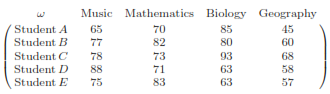 ω Music Mathematics Biology Geography
Student A 65 70 85 45
Student B 77 82 80 60
Student C 78 73 93 68
Student D 88 71 63 58
Student E 75 83 63 57